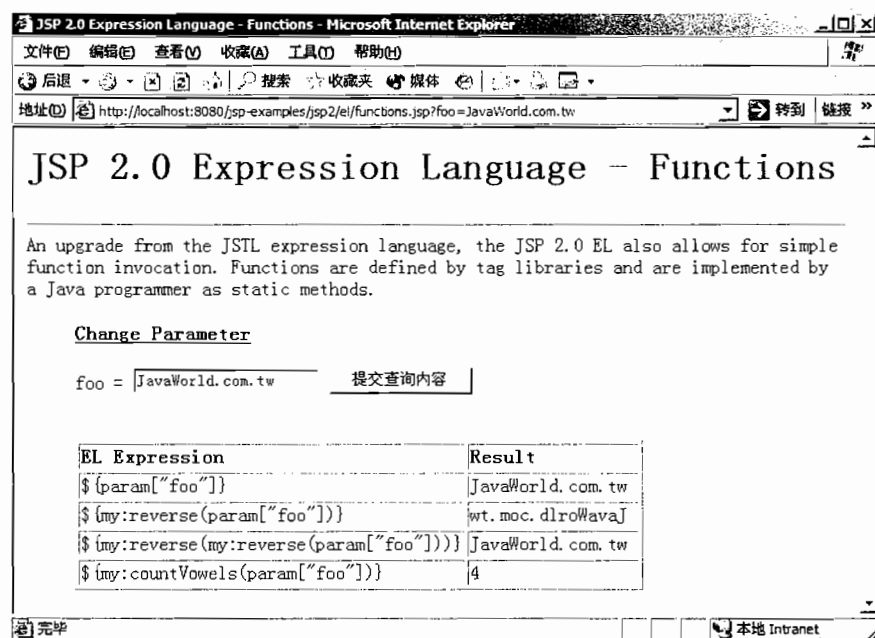 JSP 2.0 Expression Language - Functions - Microsoft Internet Explorer
文件(F) 编辑(E) 查看(V) 收藏(A) 工具(T) 帮助(H)
后退 搜索 收藏夹 媒体
地址(D) http://localhost:8080/jsp-examples/jsp2/el/functions.jsp?foo=JavaWorld.com.tw 转到 链接 »
JSP 2.0 Expression Language - Functions
An upgrade from the JSTL expression language, the JSP 2.0 EL also allows for simple
function invocation. Functions are defined by tag libraries and are implemented by
a Java programmer as static methods.
Change Parameter
foo = JavaWorld.com.tw 提交查询内容
EL Expression Result
${param["foo"]} JavaWorld.com.tw
${my:reverse(param["foo"])} wt.moc.dlroWavaJ
${my:reverse(my:reverse(param["foo"]))} JavaWorld.com.tw
${my:countVowels(param["foo"])} 4
完毕 本地 Intranet